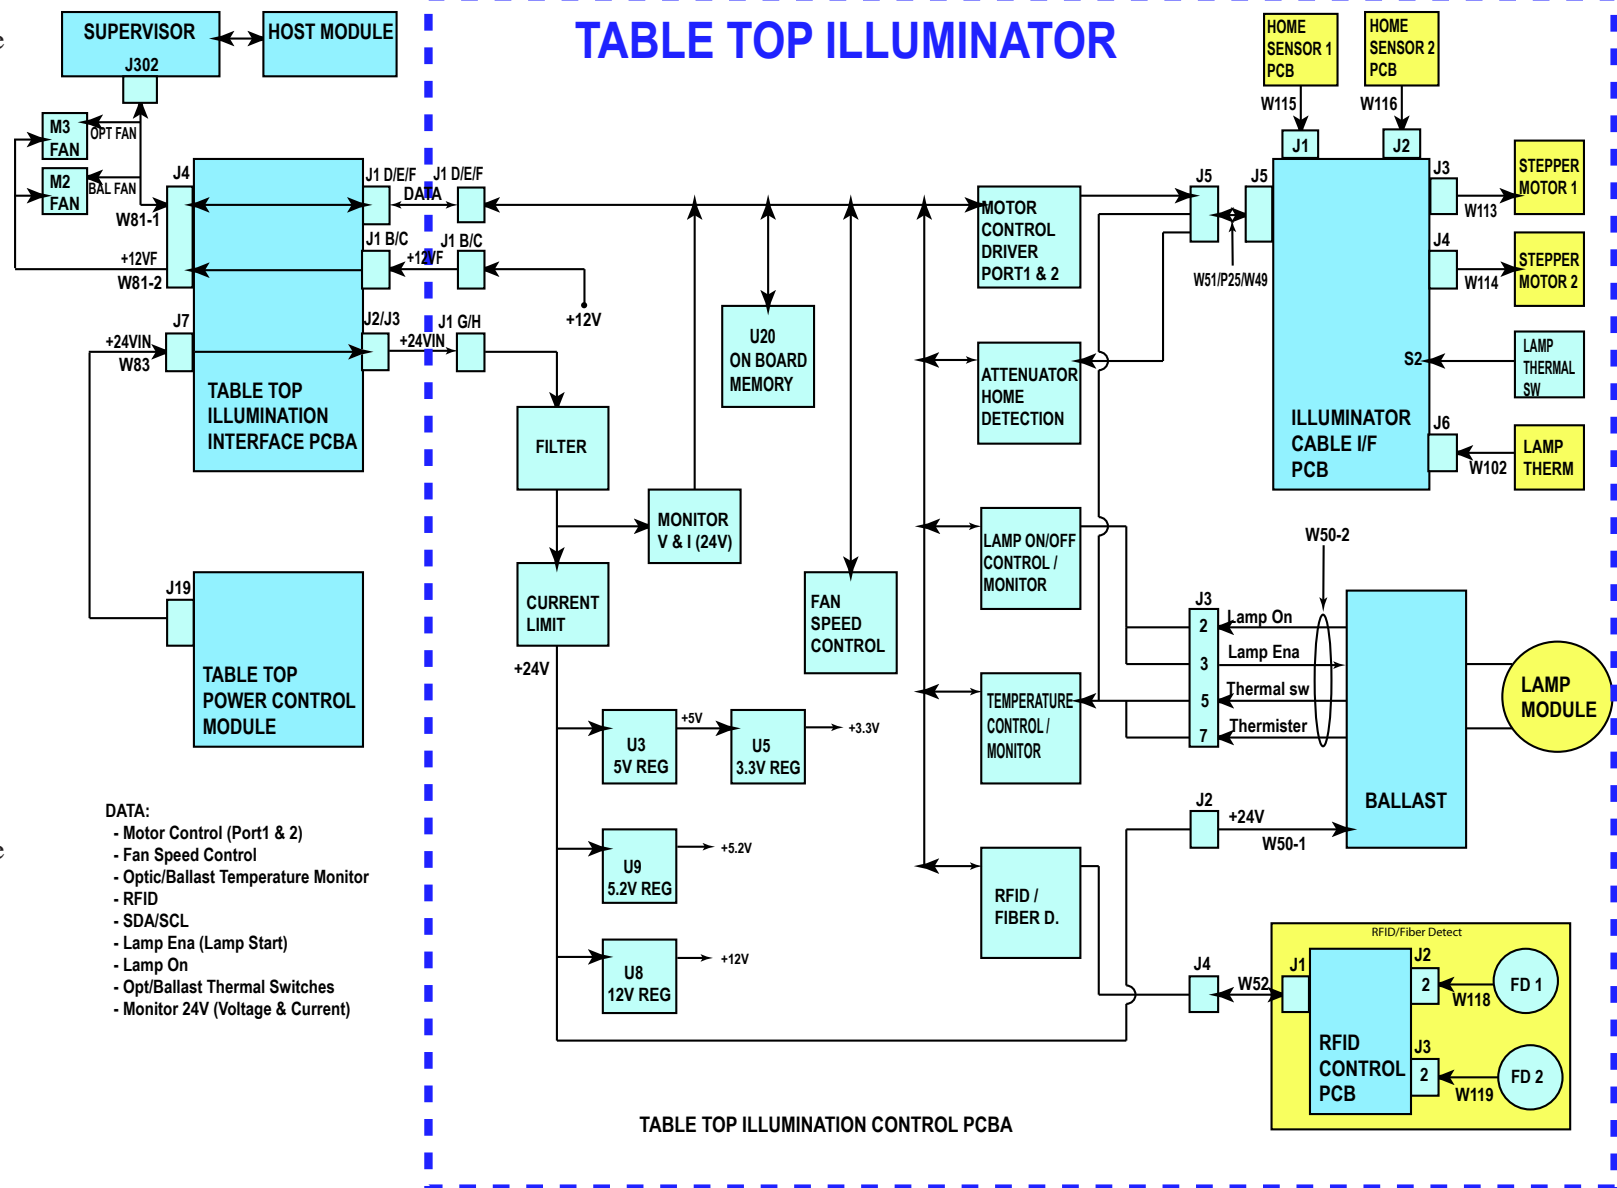 TABLE TOP ILLUMINATOR
e
SUPERVISOR
J302
HOST MODULE
M3
FAN
OPT FAN
M2
FAN
BAL FAN
J4
W81-1
+12VF
W81-2
J7
+24VIN
W83
TABLE TOP
ILLUMINATION
INTERFACE PCBA
J1 D/E/F
DATA
J1 D/E/F
J1 B/C
+12VF
J1 B/C
+12V
J2/J3
+24VIN
J1 G/H
J19
TABLE TOP
POWER CONTROL
MODULE
FILTER
MONITOR
V & I (24V)
CURRENT
LIMIT
+24V
U20
ON BOARD
MEMORY
FAN
SPEED
CONTROL
U3
5V REG
+5V
U5
3.3V REG
+3.3V
U9
5.2V REG
+5.2V
U8
12V REG
+12V
MOTOR
CONTROL
DRIVER
PORT1 & 2
ATTENUATOR
HOME
DETECTION
LAMP ON/OFF
CONTROL /
MONITOR
TEMPERATURE
CONTROL /
MONITOR
RFID /
FIBER D.
J5
J5
W51/P25/W49
HOME
SENSOR 1
PCB
W115
J1
HOME
SENSOR 2
PCB
W116
J2
ILLUMINATOR
CABLE I/F
PCB
J3
W113
STEPPER
MOTOR 1
J4
W114
STEPPER
MOTOR 2
S2
LAMP
THERMAL
SW
J6
W102
LAMP
THERM
W50-2
J3
2
Lamp On
3
Lamp Ena
5
Thermal sw
7
Thermister
BALLAST
LAMP
MODULE
J2
+24V
W50-1
J4
W52
RFID/Fiber Detect
J1
RFID
CONTROL
PCB
J2
2
W118
FD 1
J3
2
W119
FD 2
e
DATA:
- Motor Control (Port1 & 2)
- Fan Speed Control
- Optic/Ballast Temperature Monitor
- RFID
- SDA/SCL
- Lamp Ena (Lamp Start)
- Lamp On
- Opt/Ballast Thermal Switches
- Monitor 24V (Voltage & Current)
TABLE TOP ILLUMINATION CONTROL PCBA